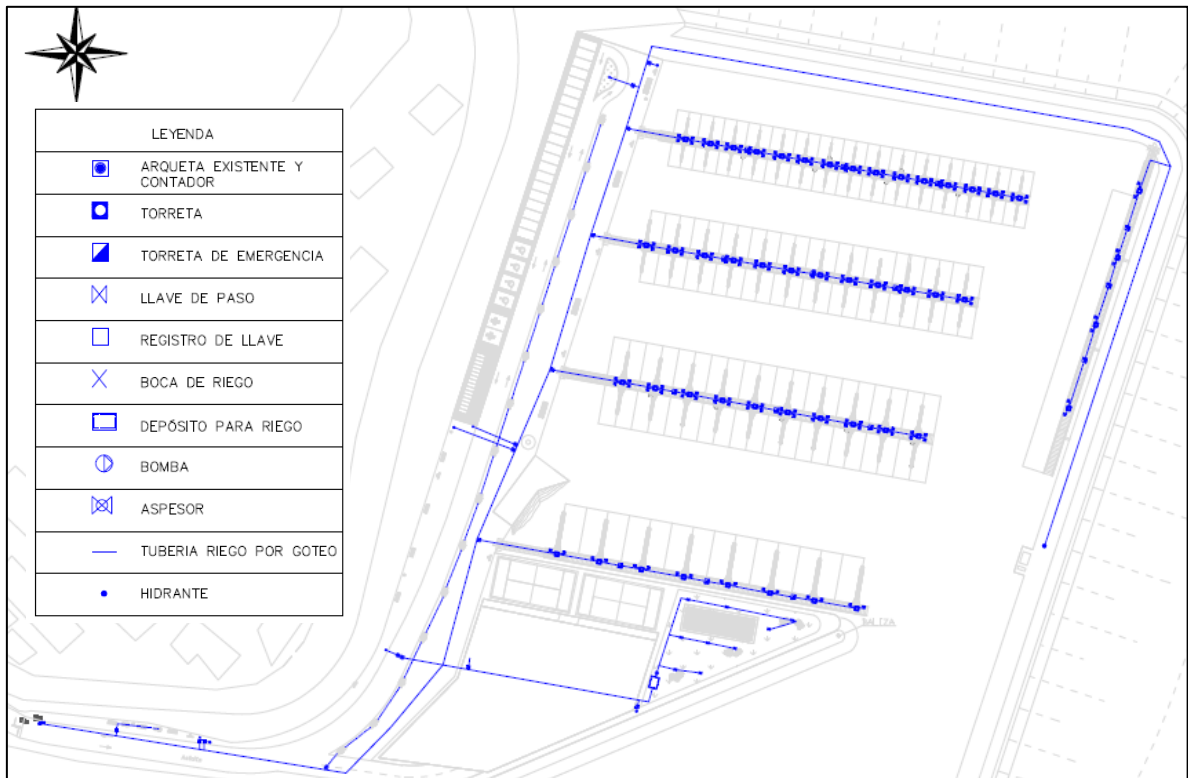 LEYENDA
ARQUETA EXISTENTE Y
CONTADOR
TORRETA
TORRETA DE EMERGENCIA
LLAVE DE PASO
REGISTRO DE LLAVE
BOCA DE RIEGO
DEPÓSITO PARA RIEGO
BOMBA
ASPESOR
TUBERIA RIEGO POR GOTEO
HIDRANTE